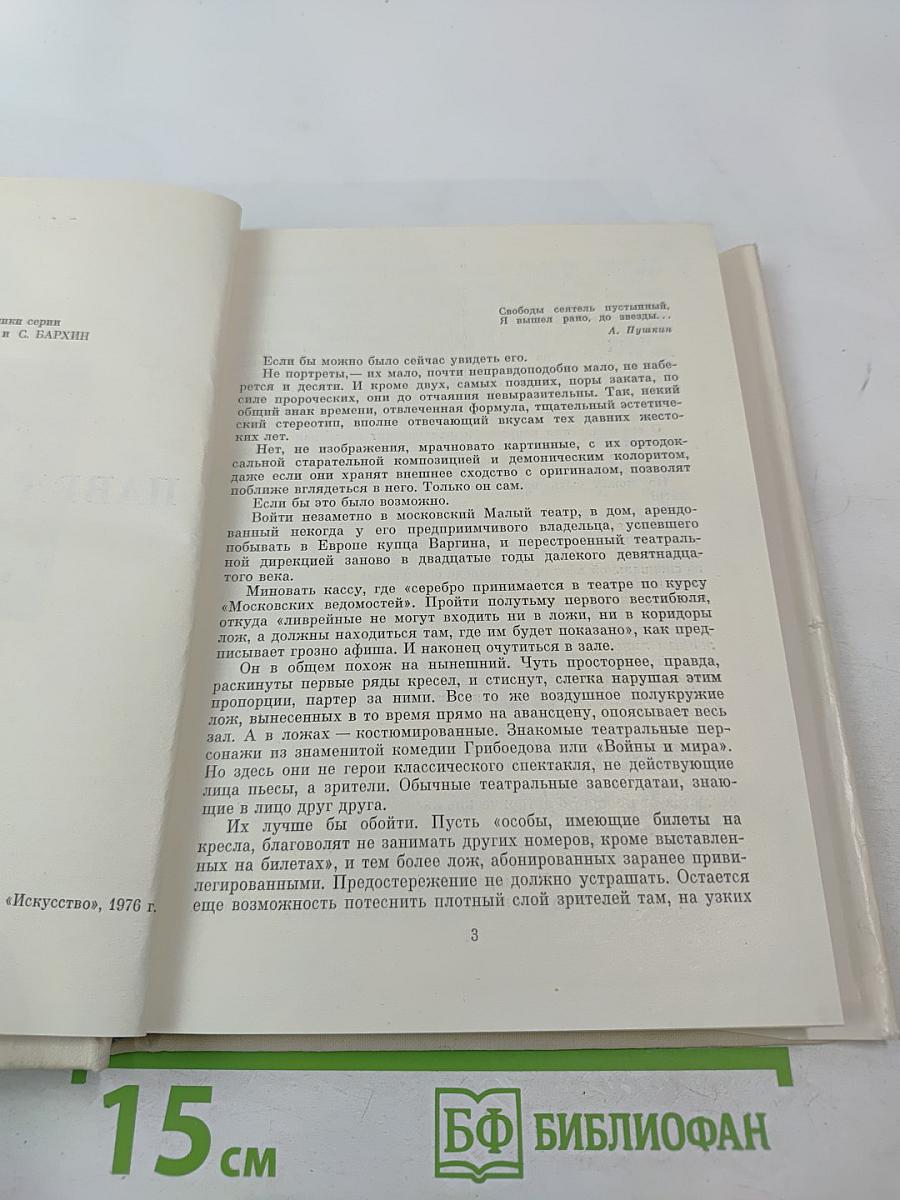 ики серии
и С. БАРХИН
«Искусство», 1976 г.
Свободы сеятель пустынный,
Я вышел рано, до звезды...
А. Пушкин
Если бы можно было сейчас увидеть его.
Не портреты,— их мало, почти неправдоподобно мало, не набе-
рется и десяти. И кроме двух, самых поздних, поры заката, по
силе пророческих, они до отчаяния невыразительны. Так, некий
общий знак времени, отвлеченная формула, тщательный эстетиче-
ский стереотип, вполне отвечающий вкусам тех давних жесто-
ких лет.
Нет, не изображения, мрачновато картинные, с их ортодок-
сальной старательной композицией и демоническим колоритом,
даже если они хранят внешнее сходство с оригиналом, позволят
поближе вглядеться в него. Только он сам.
Если бы это было возможно.
Войти незаметно в московский Малый театр, в дом, арендо-
ванный некогда у его предприимчивого владельца, успевшего
побывать в Европе купца Варгина, и перестроенный театраль-
ной дирекцией заново в двадцатые годы далекого девятнадца-
того века.
Миновать кассу, где «серебро принимается в театре по курсу
«Московских ведомостей». Пройти полутьму первого вестибюля,
откуда «ливрейные не могут входить ни в ложи, ни в коридоры
лож, а должны находиться там, где им будет показано», как пред-
писывает грозно афиша. И наконец очутиться в зале.
Он в общем похож на нынешний. Чуть просторнее, правда,
раскинуты первые ряды кресел, и стиснут, слегка нарушая этим
пропорции, партер за ними. Все то же воздушное полукружие
лож, вынесенных в то время прямо на авансцену, опоясывает весь
зал. А в ложах — костюмированные. Знакомые театральные пер-
сонажи из знаменитой комедии Грибоедова или «Войны и мира».
Но здесь они не герои классического спектакля, не действующие
лица пьесы, а зрители. Обычные театральные завсегдатаи, знаю-
щие в лицо друг друга.
Их лучше бы обойти. Пусть «особы, имеющие билеты на
кресла, благоволят не занимать других номеров, кроме выставлен-
ных на билетах», и тем более лож, абонированных заранее приви-
легированными. Предостережение не должно устрашать. Остается
еще возможность потеснить плотный слой зрителей там, на узких
3
15 см
БФ БИБЛИОФАН